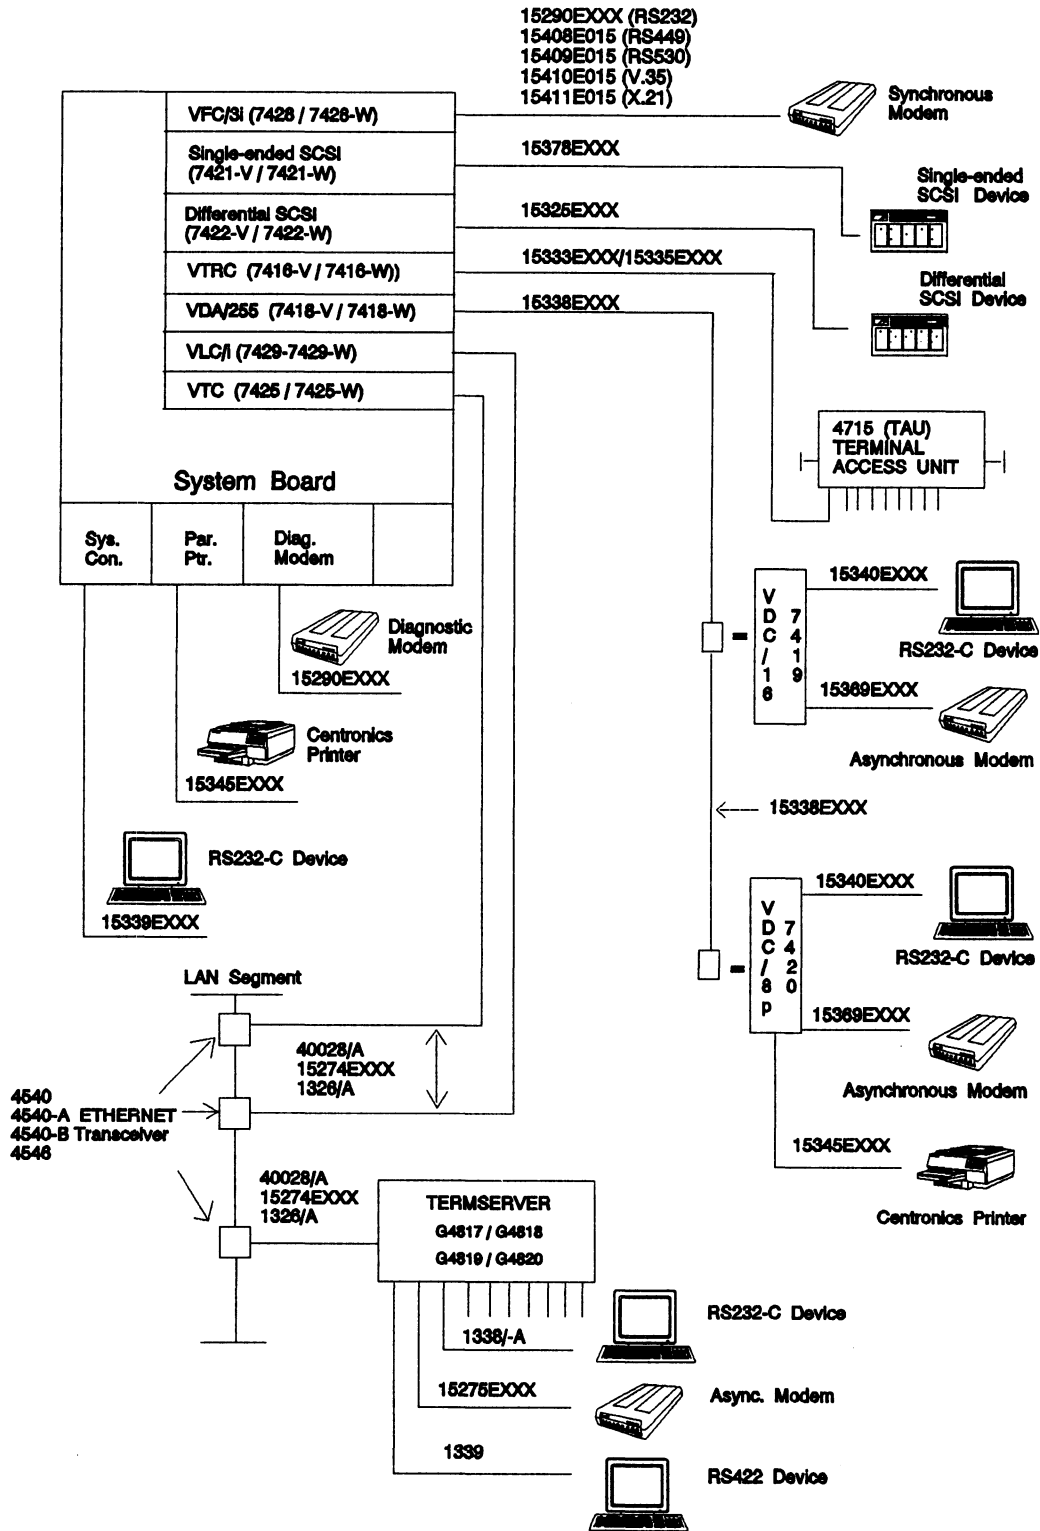 15290EXXX (RS232)
15408E015 (RS449)
15409E015 (RS530)
15410E015 (V.35)
15411E015 (X.21)
VFC/3i (7428 / 7428-W)
Synchronous
Modem
Single-ended SCSI
(7421-V / 7421-W)
15378EXXX
Single-ended
SCSI Device
Differential SCSI
(7422-V / 7422-W)
15325EXXX
VTRC (7416-V / 7416-W))
15333EXXX/15335EXXX
Differential
SCSI Device
VDA/255 (7418-V / 7418-W)
15338EXXX
VLC/i (7429-7429-W)
VTC (7425 / 7425-W)
4715 (TAU)
TERMINAL
ACCESS UNIT
System Board
Sys.
Con.
Par.
Ptr.
Diag.
Modem
15340EXXX
VDC/16
7419
=
RS232-C Device
Diagnostic
Modem
15290EXXX
15369EXXX
Asynchronous Modem
Centronics
Printer
15345EXXX
15338EXXX
RS232-C Device
15339EXXX
15340EXXX
VDC/8p
7420
=
RS232-C Device
LAN Segment
15369EXXX
Asynchronous Modem
40028/A
15274EXXX
1326/A
4540
4540-A ETHERNET
4540-B Transceiver
4546
15345EXXX
Centronics Printer
40028/A
15274EXXX
1326/A
TERMSERVER
G4817 / G4818
G4819 / G4820
RS232-C Device
1338/-A
15275EXXX
Async. Modem
1339
RS422 Device